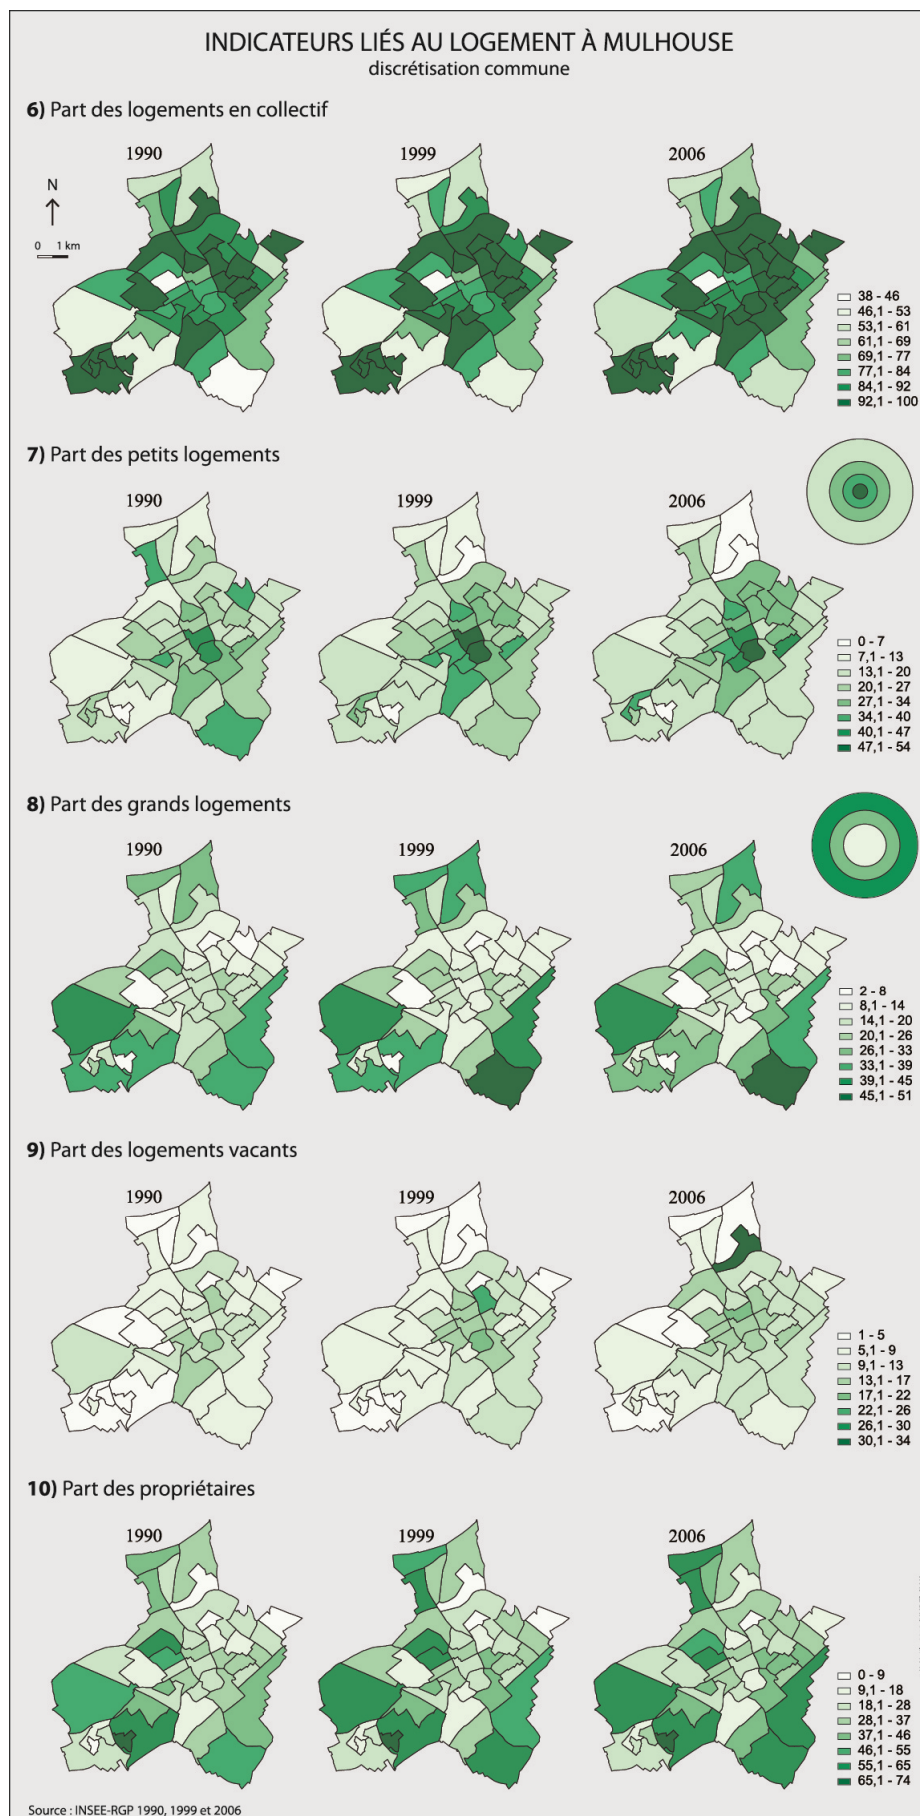 INDICATEURS LIÉS AU LOGEMENT À MULHOUSE
discrétisation commune
6) Part des logements en collectif
1990
1999
2006
N
0 1 km
38 - 46
46,1 - 53
53,1 - 61
61,1 - 69
69,1 - 77
77,1 - 84
84,1 - 92
92,1 - 100
7) Part des petits logements
1990
1999
2006
0 - 7
7,1 - 13
13,1 - 20
20,1 - 27
27,1 - 34
34,1 - 40
40,1 - 47
47,1 - 54
8) Part des grands logements
1990
1999
2006
2 - 8
8,1 - 14
14,1 - 20
20,1 - 26
26,1 - 33
33,1 - 39
39,1 - 45
45,1 - 51
9) Part des logements vacants
1990
1999
2006
1 - 5
5,1 - 9
9,1 - 13
13,1 - 17
17,1 - 22
22,1 - 26
26,1 - 30
30,1 - 34
10) Part des propriétaires
1990
1999
2006
0 - 9
9,1 - 18
18,1 - 28
28,1 - 37
37,1 - 46
46,1 - 55
55,1 - 65
65,1 - 74
Source : INSEE-RGP 1990, 1999 et 2006